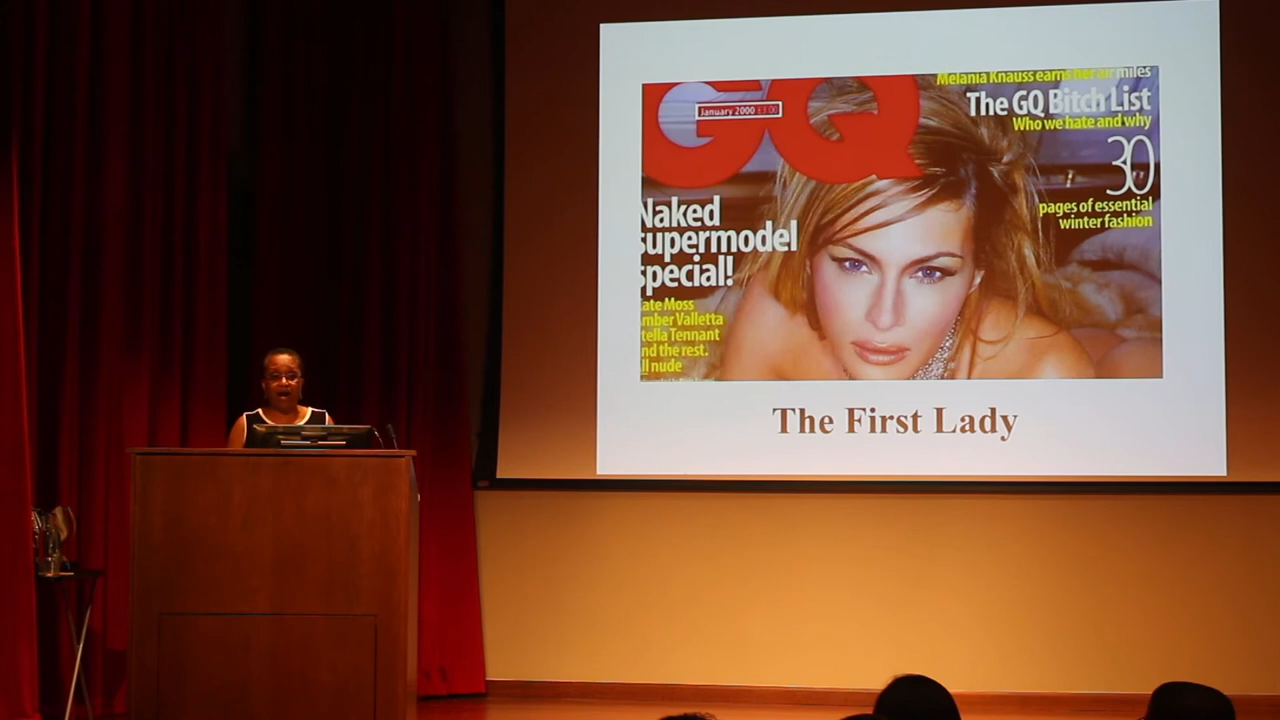 GQ
January 2000 £3.00
Melania Knauss earns her air miles
The GQ Bitch List
Who we hate and why
30
pages of essential
winter fashion
Naked
supermodel
special!
ate Moss
mber Valletta
tella Tennant
nd the rest.
ll nude
The First Lady